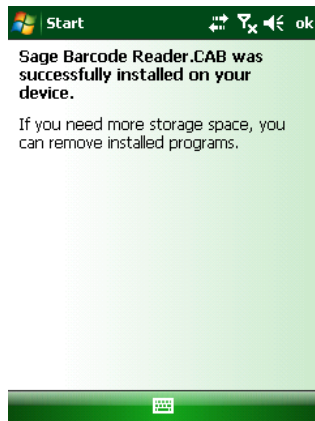 Start
ok
Sage Barcode Reader.CAB was
successfully installed on your
device.
If you need more storage space, you
can remove installed programs.